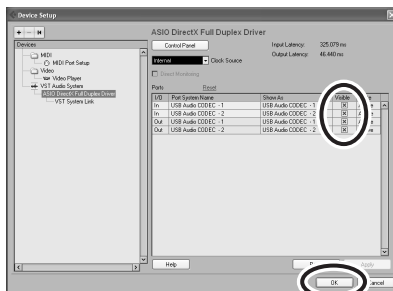 Device Setup
Devices
MIDI
MIDI Port Setup
Video
Video Player
VST Audio System
ASIO DirectX Full Duplex Driver
VST System Link
ASIO DirectX Full Duplex Driver
Control Panel
Input Latency: 325.079 ms
Output Latency: 46.440 ms
Internal Clock Source
Direct Monitoring
Ports Reset
I/O Port System Name Show As Visible
In USB Audio CODEC - 1 USB Audio CODEC - 1
In USB Audio CODEC - 2 USB Audio CODEC - 2
Out USB Audio CODEC - 1 USB Audio CODEC - 1
Out USB Audio CODEC - 2 USB Audio CODEC - 2
Help Apply
OK Cancel